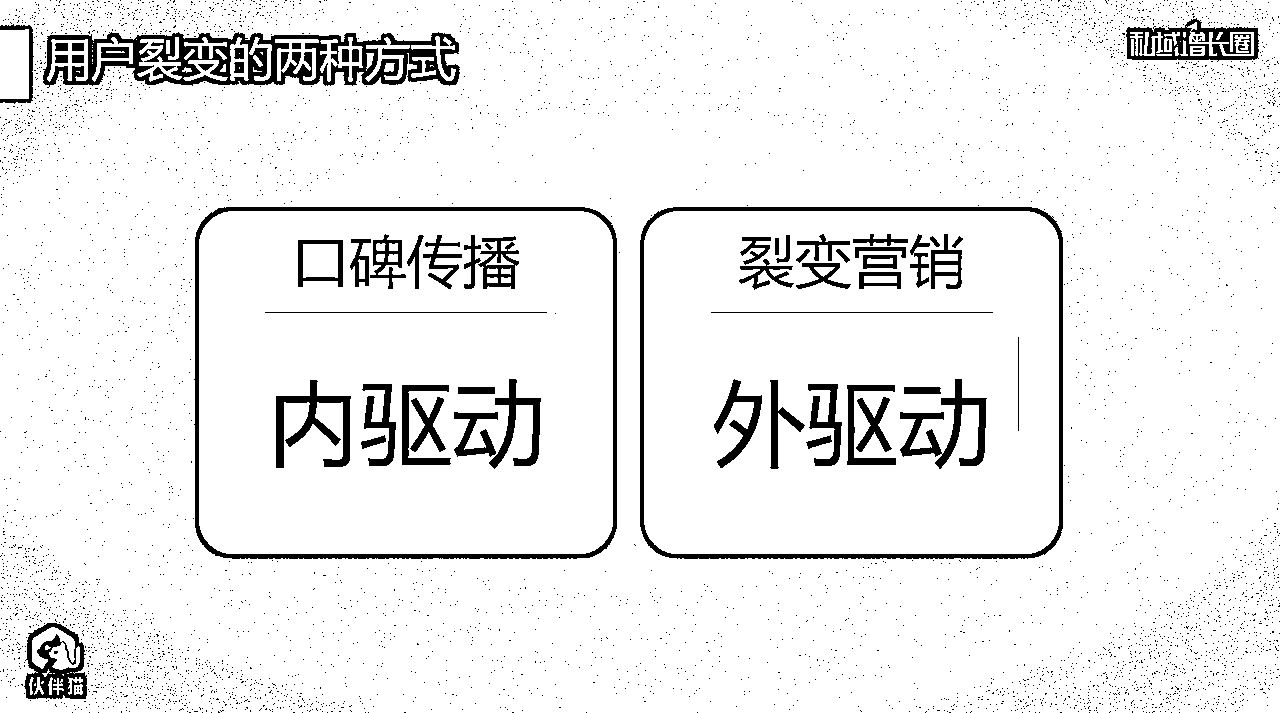 用户裂变的两种方式
私域增长圈
口碑传播
内驱动
裂变营销
外驱动
伙伴猫